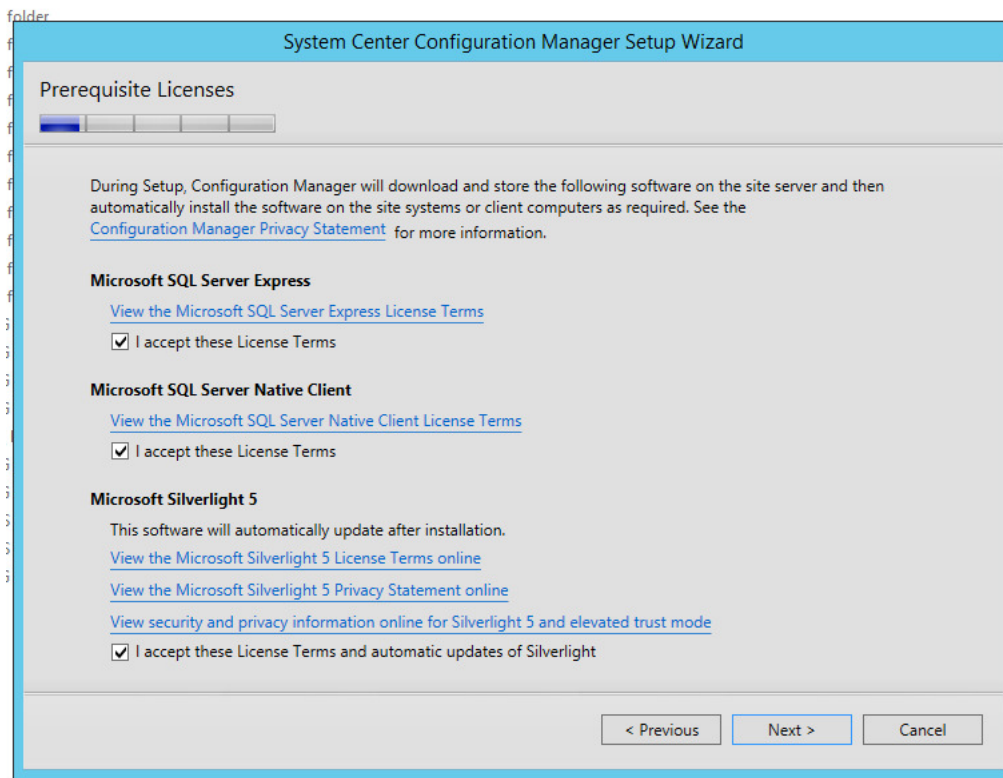 folder
System Center Configuration Manager Setup Wizard
Prerequisite Licenses
During Setup, Configuration Manager will download and store the following software on the site server and then
automatically install the software on the site systems or client computers as required. See the
Configuration Manager Privacy Statement for more information.
Microsoft SQL Server Express
View the Microsoft SQL Server Express License Terms
I accept these License Terms
Microsoft SQL Server Native Client
View the Microsoft SQL Server Native Client License Terms
I accept these License Terms
Microsoft Silverlight 5
This software will automatically update after installation.
View the Microsoft Silverlight 5 License Terms online
View the Microsoft Silverlight 5 Privacy Statement online
View security and privacy information online for Silverlight 5 and elevated trust mode
I accept these License Terms and automatic updates of Silverlight
< Previous
Next >
Cancel